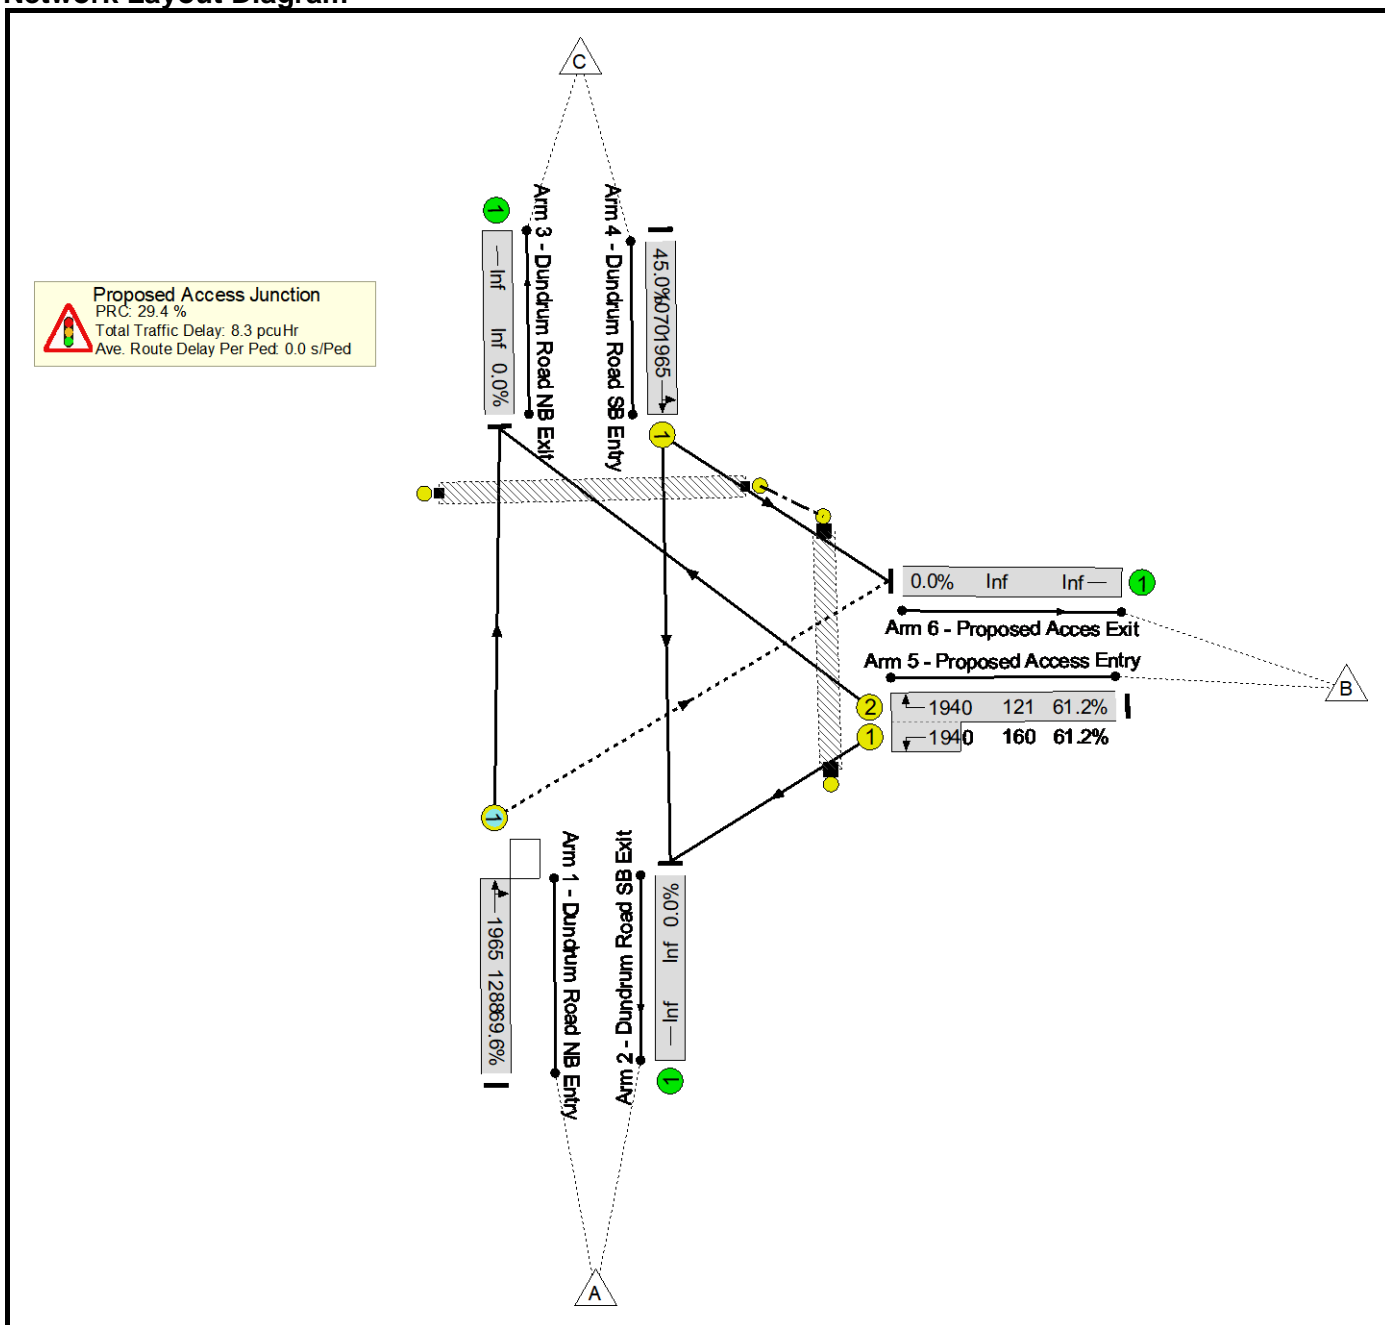 Network Layout Diagram
C
Proposed Access Junction
PRC: 29.4 %
Total Traffic Delay: 8.3 pcuHr
Ave. Route Delay Per Ped: 0.0 s/Ped
1
Inf Inf 0.0%
Arm 3 - Dundrum Road NB Exit
Arm 4 - Dundrum Road SB Entry
45.0% 1070 1965
1
0.0% Inf Inf
1
Arm 6 - Proposed Acces Exit
Arm 5 - Proposed Access Entry
B
2
1940 121 61.2%
1
1940 160 61.2%
1
1965 1288 69.6%
Arm 1 - Dundrum Road NB Entry
Arm 2 - Dundrum Road SB Exit
0.0% Inf Inf
1
A